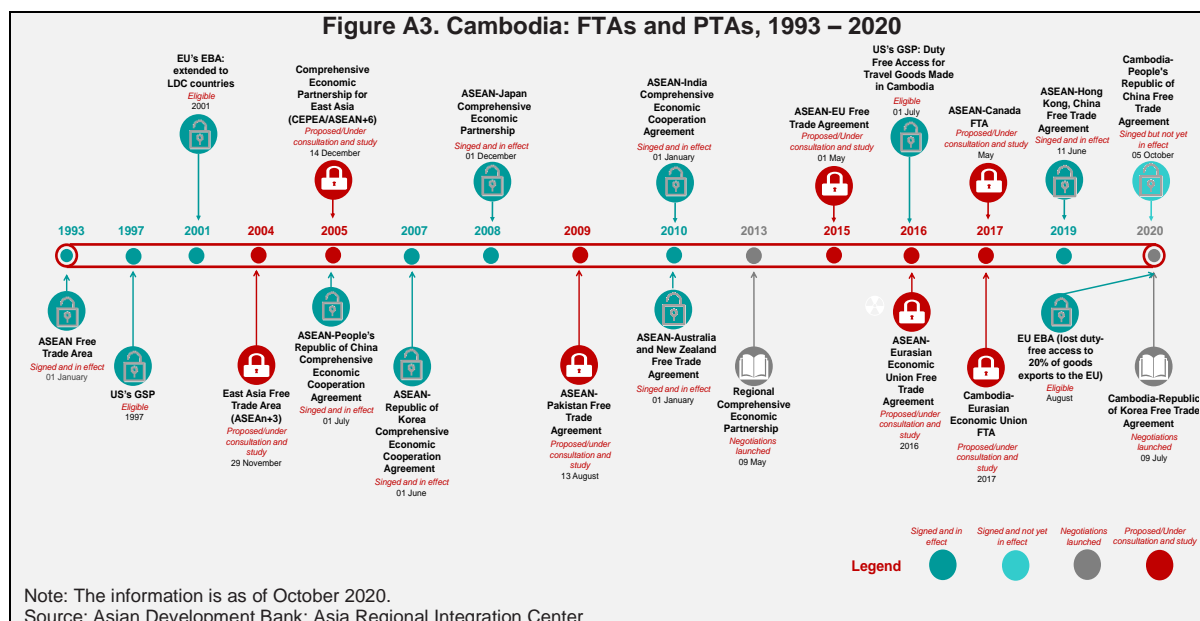 Figure A3. Cambodia: FTAs and PTAs, 1993 – 2020
EU's EBA:
extended to
LDC countries
Eligible
2001
Comprehensive
Economic
Partnership for
East Asia
(CEPEA/ASEAN+6)
Proposed/Under
consultation and study
14 December
ASEAN-Japan
Comprehensive
Economic
Partnership
Singed and in effect
01 December
ASEAN-India
Comprehensive
Economic
Cooperation
Agreement
Singed and in effect
01 January
ASEAN-EU Free
Trade Agreement
Proposed/Under
consultation and study
01 May
US's GSP: Duty
Free Access for
Travel Goods Made
in Cambodia
Eligible
01 July
ASEAN-Canada
FTA
Proposed/Under
consultation and study
May
ASEAN-Hong
Kong, China
Free Trade
Agreement
Singed and in effect
11 June
Cambodia-
People's
Republic of
China Free
Trade
Agreement
Singed but not yet
in effect
05 October
1993
1997
2001
2004
2005
2007
2008
2009
2010
2013
2015
2016
2017
2019
2020
ASEAN Free
Trade Area
Signed and in effect
01 January
US's GSP
Eligible
1997
East Asia Free
Trade Area
(ASEAn+3)
Proposed/under
consultation and
study
29 November
ASEAN-People's
Republic of China
Comprehensive
Economic
Cooperation
Agreement
Singed and in effect
01 July
ASEAN-
Republic of
Korea
Comprehensive
Economic
Cooperation
Agreement
Singed and in effect
01 June
ASEAN-
Pakistan Free
Trade
Agreement
Proposed/under
consultation and
study
13 August
ASEAN-Australia
and New Zealand
Free Trade
Agreement
Singed and in effect
01 January
Regional
Comprehensive
Economic
Partnership
Negotiations
launched
09 May
ASEAN-
Eurasian
Economic
Union Free
Trade
Agreement
Proposed/under
consultation and
study
2016
Cambodia-
Eurasian
Economic Union
FTA
Proposed/under
consultation and
study
2017
EU EBA (lost duty-
free access to
20% of goods
exports to the EU)
Eligible
August
Cambodia-Republic
of Korea Free Trade
Agreement
Negotiations
launched
09 July
Legend
Signed and in
effect
Signed and not yet
in effect
Negotiations
launched
Proposed/Under
consultation and study
Note: The information is as of October 2020.
Source: Asian Development Bank: Asia Regional Integration Center